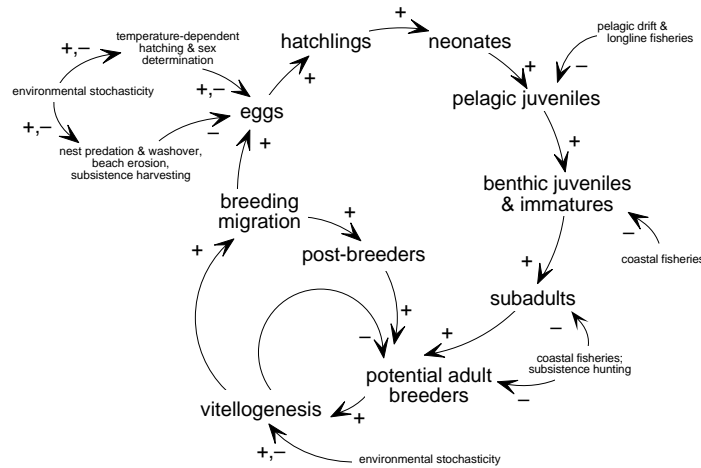 temperature-dependent
hatching & sex
determination
+,–
environmental stochasticity
+,–
+,–
nest predation & washover,
beach erosion,
subsistence harvesting
–
eggs
+
hatchlings
+
neonates
+
pelagic drift &
longline fisheries
–
pelagic juveniles
+
benthic juveniles
& immatures
–
coastal fisheries
+
subadults
–
coastal fisheries;
subsistence hunting
–
+
potential adult
breeders
+
vitellogenesis
+,–
environmental stochasticity
–
+
breeding
migration
+
+
post-breeders
+